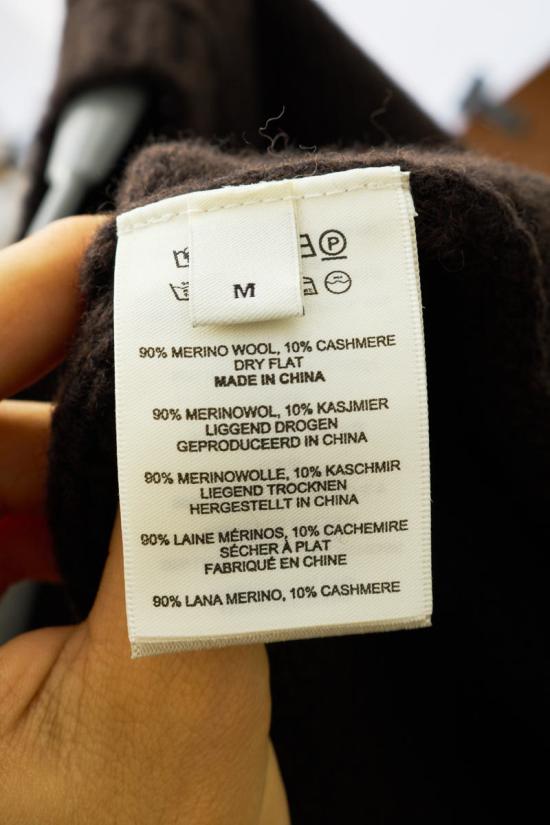 P
M
90% MERINO WOOL, 10% CASHMERE
DRY FLAT
MADE IN CHINA
90% MERINOWOL, 10% KASJMIER
LIGGEND DROGEN
GEPRODUCEERD IN CHINA
90% MERINOWOLLE, 10% KASCHMIR
LIEGEND TROCKNEN
HERGESTELLT IN CHINA
90% LAINE MÉRINOS, 10% CACHEMIRE
SÉCHER À PLAT
FABRIQUÉ EN CHINE
90% LANA MERINO, 10% CASHMERE